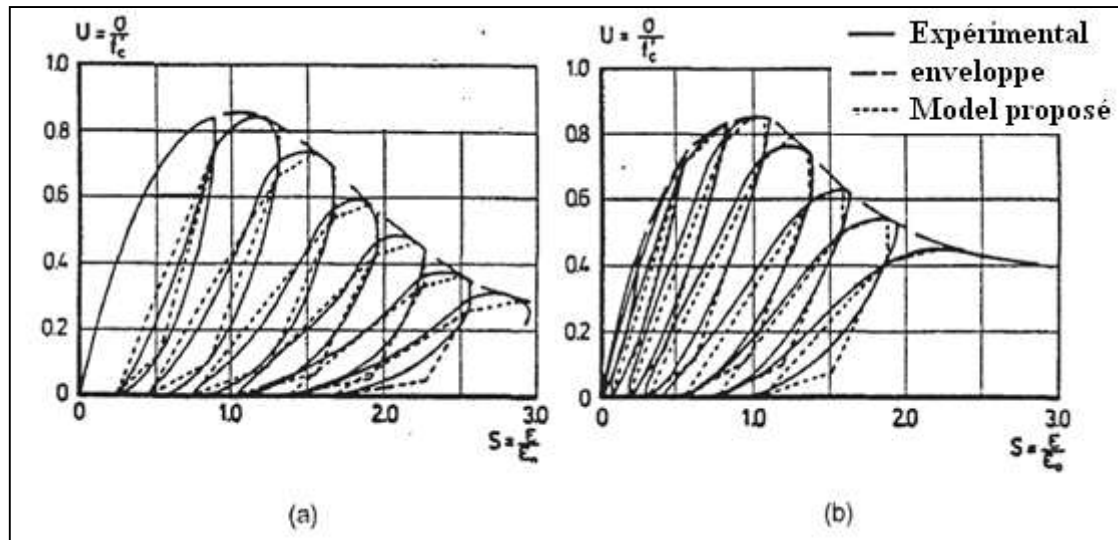 U = σ/f'c
1.0
0.8
0.6
0.4
0.2
0
0
1.0
2.0
3.0
S = ε/ε₀
(a)
U = σ/f'c
1.0
0.8
0.6
0.4
0.2
0
0
1.0
2.0
3.0
S = ε/ε₀
(b)
Expérimental
enveloppe
Model proposé